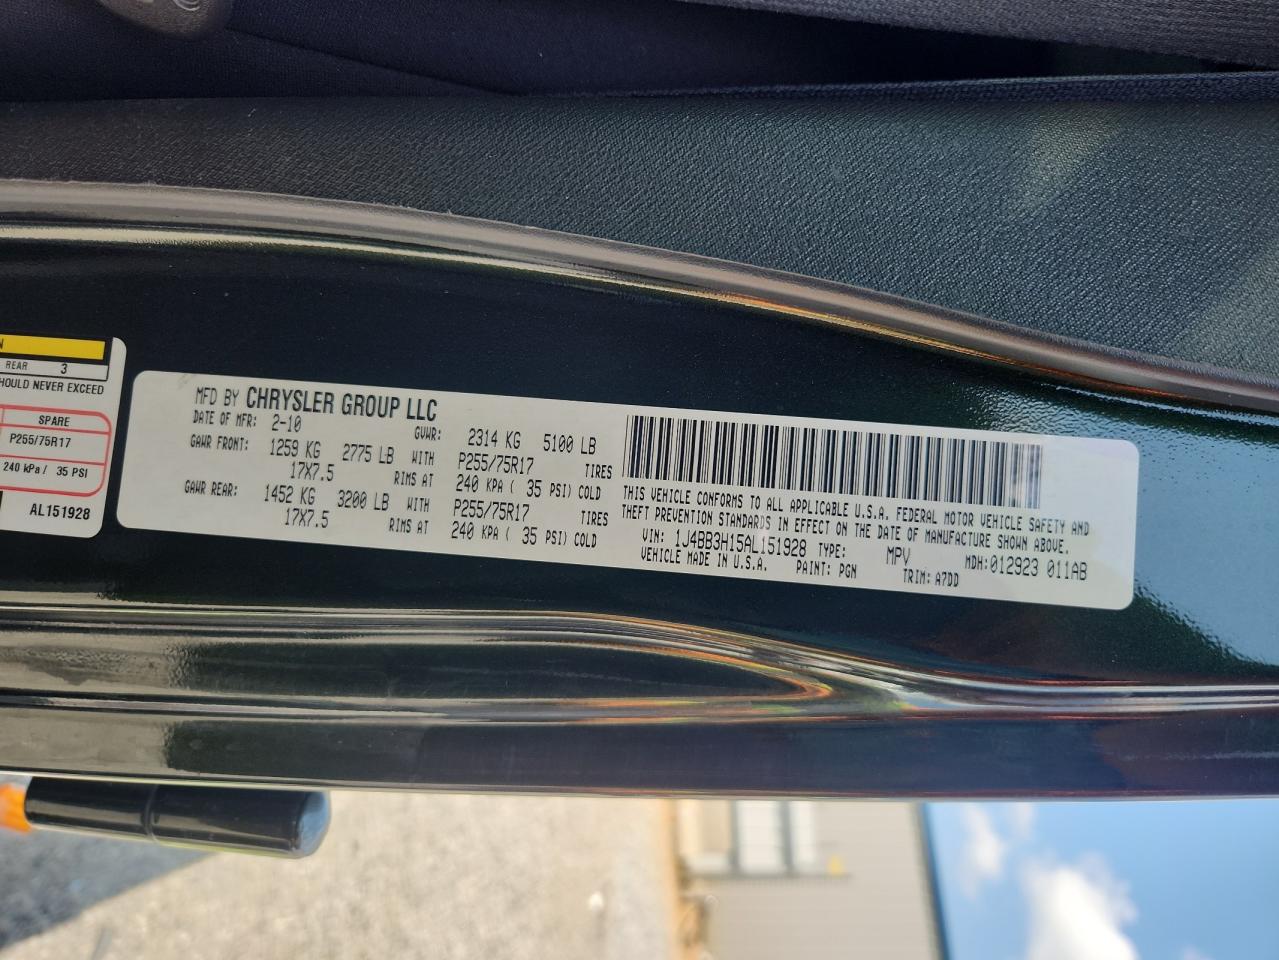 N
REAR 3
HOULD NEVER EXCEED
SPARE
P255/75R17
240 kPa / 35 PSI
AL151928
MFD BY CHRYSLER GROUP LLC
DATE OF MFR: 2-10 GVWR: 2314 KG 5100 LB
GAWR FRONT: 1259 KG 2775 LB WITH P255/75R17 TIRES
17X7.5 RIMS AT 240 KPA ( 35 PSI) COLD
GAWR REAR: 1452 KG 3200 LB WITH P255/75R17 TIRES
17X7.5 RIMS AT 240 KPA ( 35 PSI) COLD
THIS VEHICLE CONFORMS TO ALL APPLICABLE U.S.A. FEDERAL MOTOR VEHICLE SAFETY AND
THEFT PREVENTION STANDARDS IN EFFECT ON THE DATE OF MANUFACTURE SHOWN ABOVE.
VIN: 1J4BB3H15AL151928 TYPE: MPV MDH:012923 011AB
VEHICLE MADE IN U.S.A. PAINT: PGN TRIM: A7DD